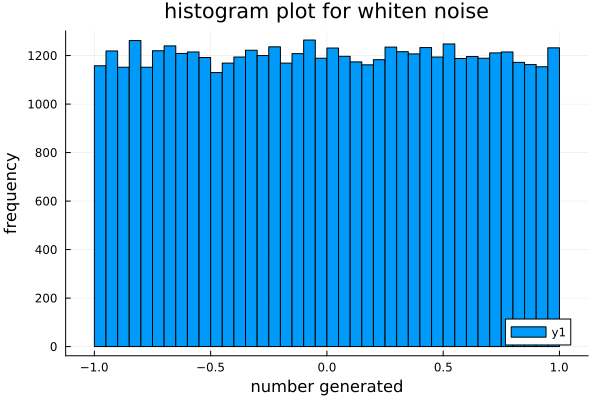 histogram plot for whiten noise
frequency
1200
1000
800
600
400
200
0
−1.0 −0.5 0.0 0.5 1.0
number generated
y1